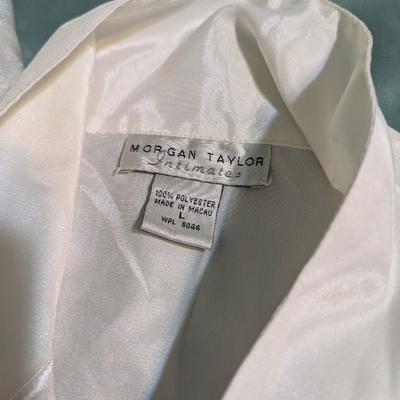 MORGAN TAYLOR
Intimates
100% POLYESTER
MADE IN MACAU
L
WPL 8046